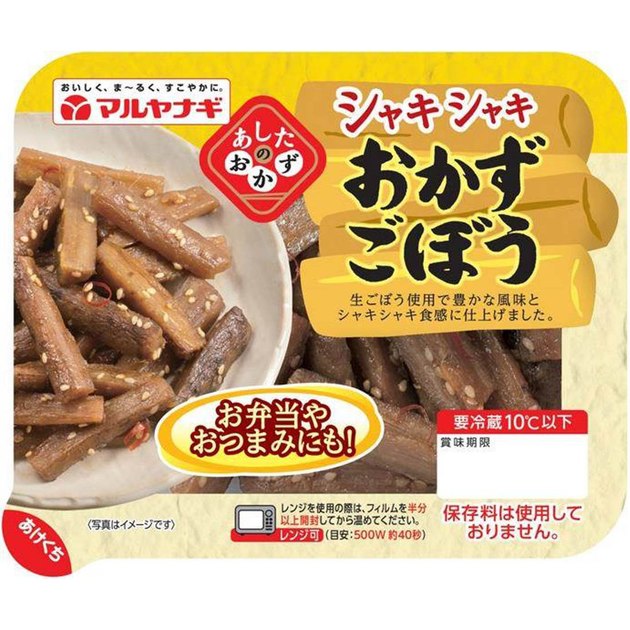 おいしく、ま〜るく、すこやかに。
マルヤナギ
あした
の
おかず
シャキシャキ
おかず
ごぼう
生ごぼう使用で豊かな風味と
シャキシャキ食感に仕上げました。
お弁当や
おつまみにも!
要冷蔵10℃以下
賞味期限
保存料は使用して
おりません。
あけくち
〈写真はイメージです〉
レンジを使用の際は、フィルムを半分
以上開封してから温めてください。
レンジ可 (目安:500W 約40秒)